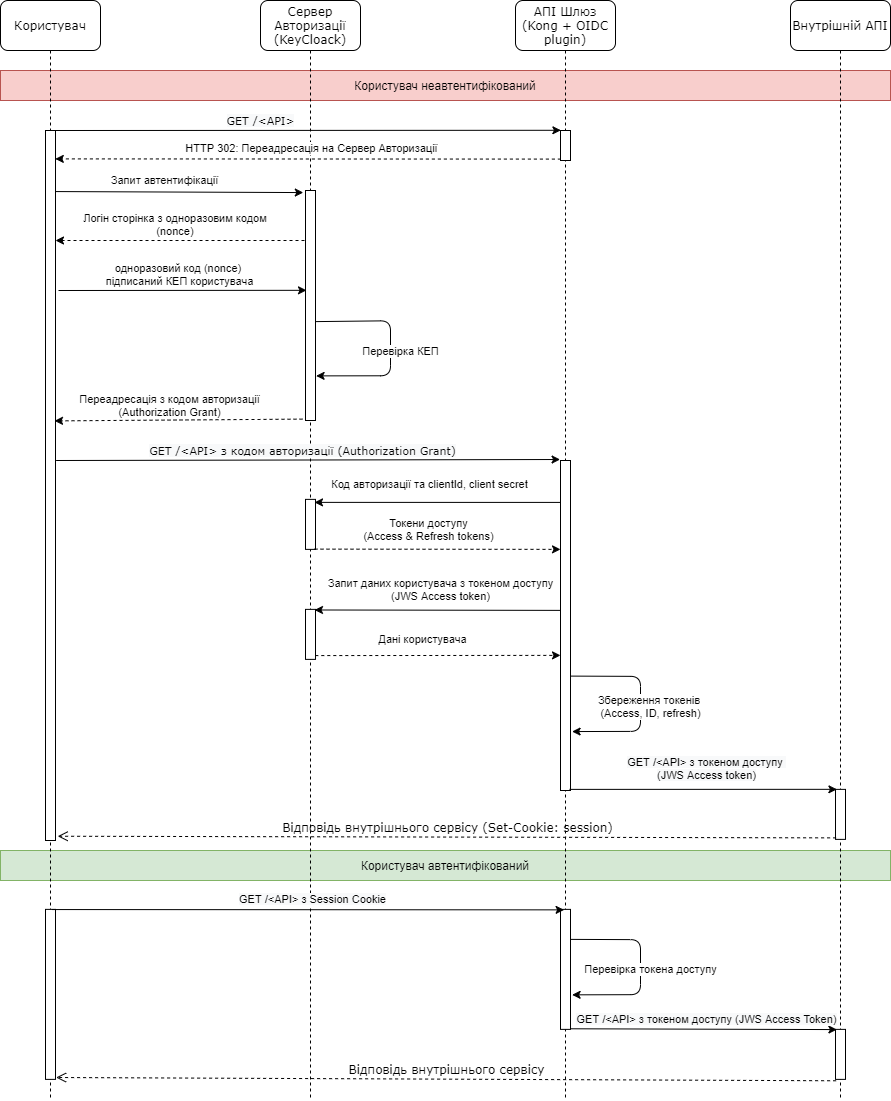 Користувач
Сервер
Авторизації
(KeyCloack)
АПІ Шлюз
(Kong + OIDC
plugin)
Внутрішній АПІ
Користувач неавтентифікований
GET /<API>
HTTP 302: Переадресація на Сервер Авторизації
Запит автентифікації
Логін сторінка з одноразовим кодом
(nonce)
одноразовий код (nonce)
підписаний КЕП користувача
Перевірка КЕП
Переадресація з кодом авторизації
(Authorization Grant)
GET /<API> з кодом авторизації (Authorization Grant)
Код авторизації та clientId, client secret
Токени доступу
(Access & Refresh tokens)
Запит даних користувача з токеном доступу
(JWS Access token)
Дані користувача
Збереження токенів
(Access, ID, refresh)
GET /<API> з токеном доступу
(JWS Access token)
Відповідь внутрішнього сервісу (Set-Cookie: session)
Користувач автентифікований
GET /<API> з Session Cookie
Перевірка токена доступу
GET /<API> з токеном доступу (JWS Access Token)
Відповідь внутрішнього сервісу